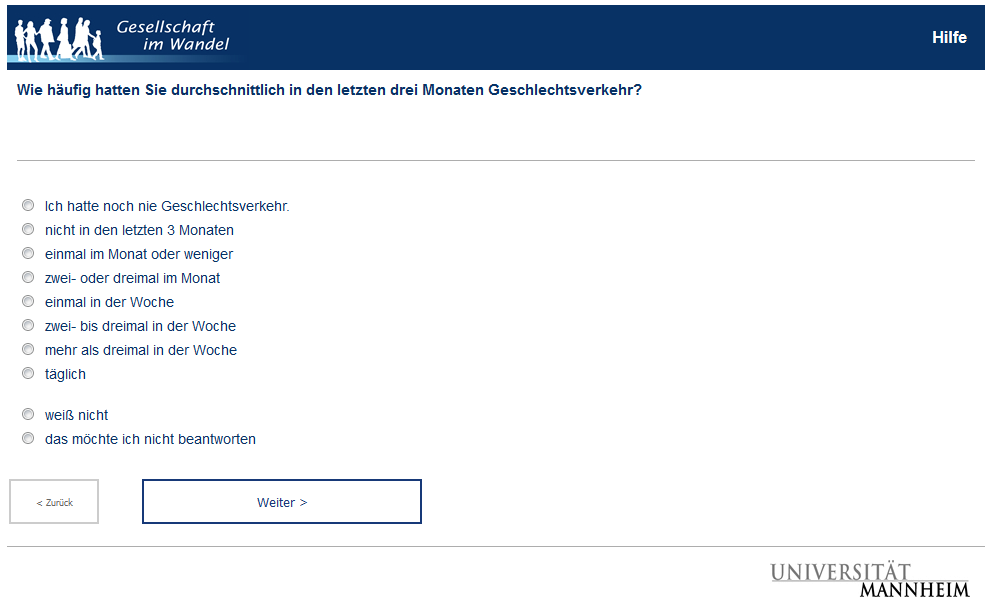 Gesellschaft
im Wandel
Hilfe
Wie häufig hatten Sie durchschnittlich in den letzten drei Monaten Geschlechtsverkehr?
Ich hatte noch nie Geschlechtsverkehr.
nicht in den letzten 3 Monaten
einmal im Monat oder weniger
zwei- oder dreimal im Monat
einmal in der Woche
zwei- bis dreimal in der Woche
mehr als dreimal in der Woche
täglich
weiß nicht
das möchte ich nicht beantworten
< Zurück
Weiter >
UNIVERSITÄT
MANNHEIM